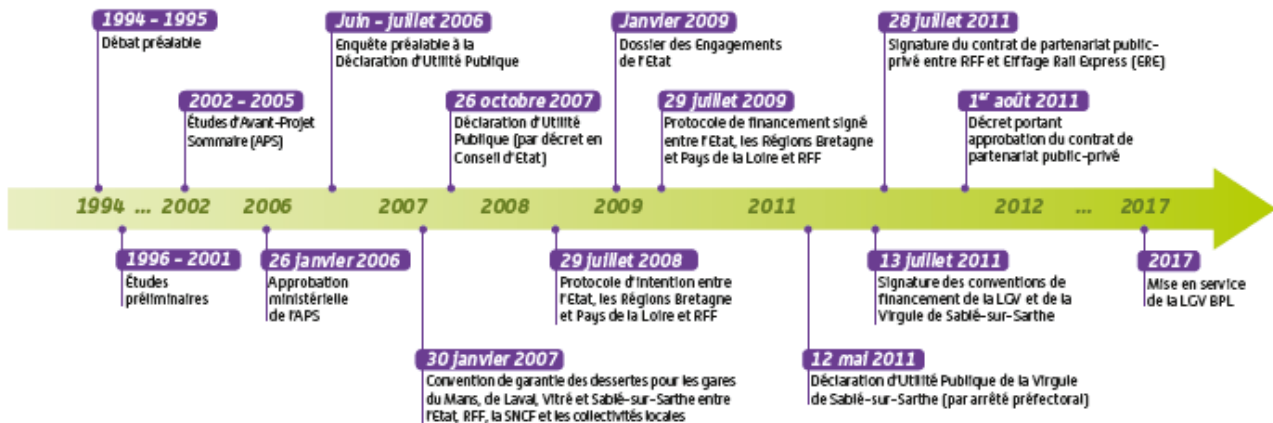 1994 – 1995
Débat préalable
Juin – juillet 2006
Enquête préalable à la
Déclaration d'Utilité Publique
Janvier 2009
Dossier des Engagements
de l'Etat
28 juillet 2011
Signature du contrat de partenariat public-
privé entre RFF et Eiffage Rail Express (ERE)
2002 – 2005
Études d'Avant-Projet
Sommaire (APS)
26 octobre 2007
Déclaration d'Utilité
Publique (par décret en
Conseil d'Etat)
29 juillet 2009
Protocole de financement signé
entre l'Etat, les Régions Bretagne
et Pays de la Loire et RFF
1er août 2011
Décret portant
approbation du contrat de
partenariat public-privé
1994 ... 2002 2006 2007 2008 2009 2011 2012 ... 2017
1996 – 2001
Études
préliminaires
26 janvier 2006
Approbation
ministérielle
de l'APS
29 juillet 2008
Protocole d'intention entre
l'Etat, les Régions Bretagne
et Pays de la Loire et RFF
13 juillet 2011
Signature des conventions de
financement de la LGV et de la
Virgule de Sablé-sur-Sarthe
2017
Mise en service
de la LGV BPL
30 janvier 2007
Convention de garantie des dessertes pour les gares
du Mans, de Laval, Vitré et Sablé-sur-Sarthe entre
l'Etat, RFF, la SNCF et les collectivités locales
12 mai 2011
Déclaration d'Utilité Publique de la Virgule
de Sablé-sur-Sarthe (par arrêté préfectoral)